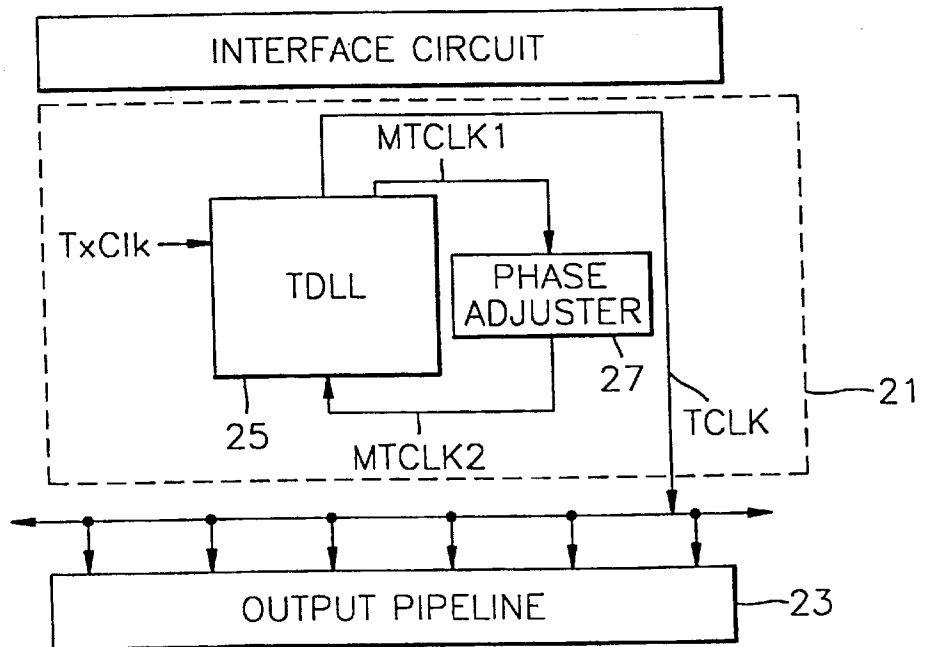 INTERFACE CIRCUIT
MTCLK1
TxClk
TDLL
PHASE
ADJUSTER
27
25
21
TCLK
MTCLK2
OUTPUT PIPELINE
23